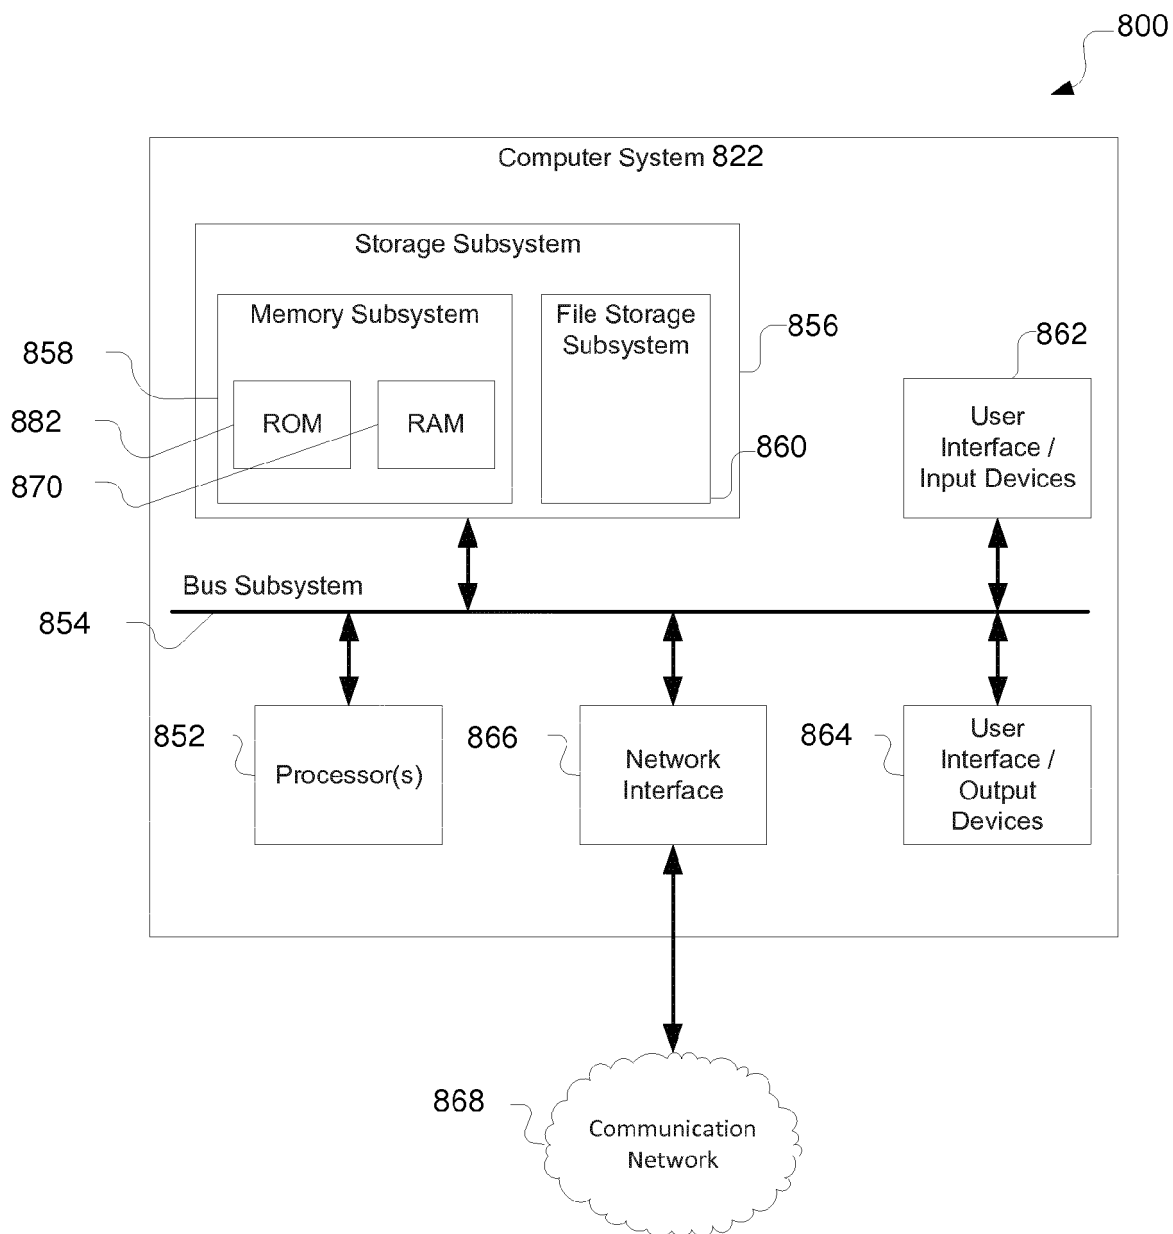 800
Computer System 822
Storage Subsystem
Memory Subsystem
File Storage
Subsystem
856
862
858
882
ROM
RAM
User
Interface /
Input Devices
860
870
Bus Subsystem
854
852
Processor(s)
866
Network
Interface
864
User
Interface /
Output
Devices
868
Communication
Network